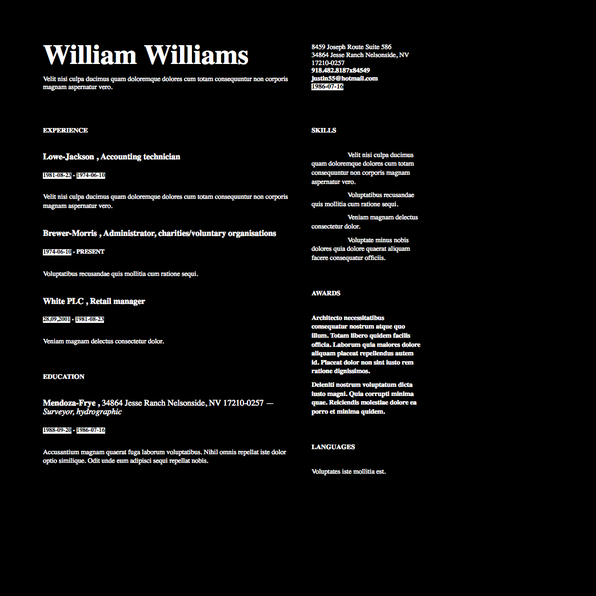 William Williams
Velit nisi culpa ducimus quam doloremque dolores cum totam consequuntur non corporis
magnam aspernatur vero.
8459 Joseph Route Suite 586
34864 Jesse Ranch Nelsonside, NV
17210-0257
918.482.8187x84549
justin55@hotmail.com
1986-07-16
EXPERIENCE
Lowe-Jackson , Accounting technician
1981-08-23 - 1974-06-10
Velit nisi culpa ducimus quam doloremque dolores cum totam consequuntur non corporis
magnam aspernatur vero.
Brewer-Morris , Administrator, charities/voluntary organisations
1974-06-10 - PRESENT
Voluptatibus recusandae quis mollitia cum ratione sequi.
White PLC , Retail manager
28,09,2001 - 1981-08-23
Veniam magnam delectus consectetur dolor.
EDUCATION
Mendoza-Frye , 34864 Jesse Ranch Nelsonside, NV 17210-0257 —
Surveyor, hydrographic
1988-09-20 - 1986-07-16
Accusantium magnam quaerat fuga laborum voluptatibus. Nihil omnis repellat iste dolor
optio similique. Odit unde eum adipisci sequi repellat nobis.
SKILLS
Velit nisi culpa ducimus
quam doloremque dolores cum totam
consequuntur non corporis magnam
aspernatur vero.
Voluptatibus recusandae
quis mollitia cum ratione sequi.
Veniam magnam delectus
consectetur dolor.
Voluptate minus nobis
dolores quia dolore quaerat aliquam
facere consequatur officiis.
AWARDS
Architecto necessitatibus
consequatur nostrum atque quo
illum. Totam libero quidem facilis
officia. Laborum quia maiores dolore
aliquam placeat repellendus autem
id. Placeat dolor non sint iusto rem
ratione dignissimos.
Deleniti nostrum voluptatum dicta
iusto magni. Quia corrupti minima
quae. Reiciendis molestiae dolore ea
porro et minima quidem.
LANGUAGES
Voluptates iste mollitia est.